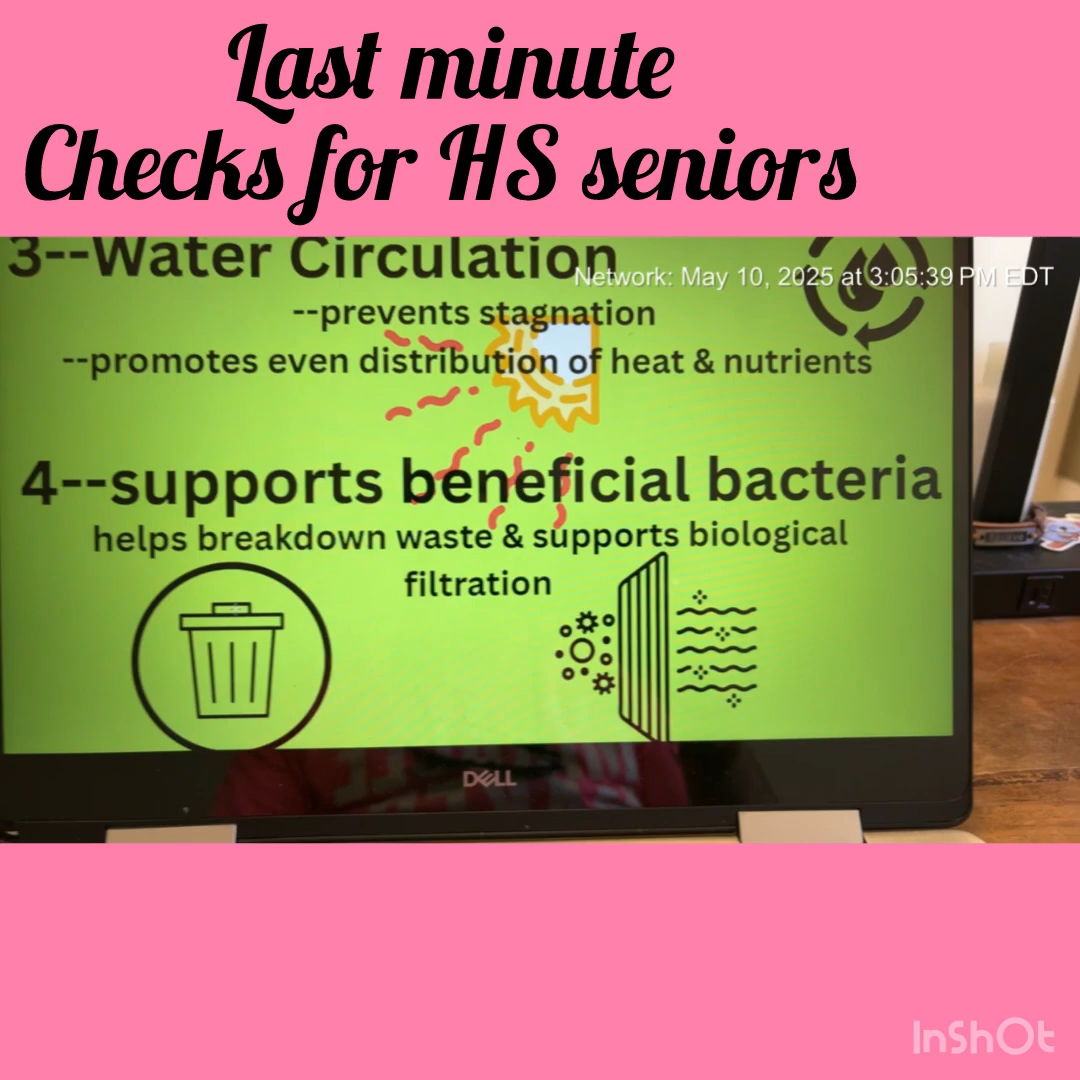 Last minute
Checks for HS seniors
3--Water Circulation
Network: May 10, 2025 at 3:05:39 PM EDT
--prevents stagnation
--promotes even distribution of heat & nutrients
4--supports beneficial bacteria
helps breakdown waste & supports biological
filtration
DELL
InShOt